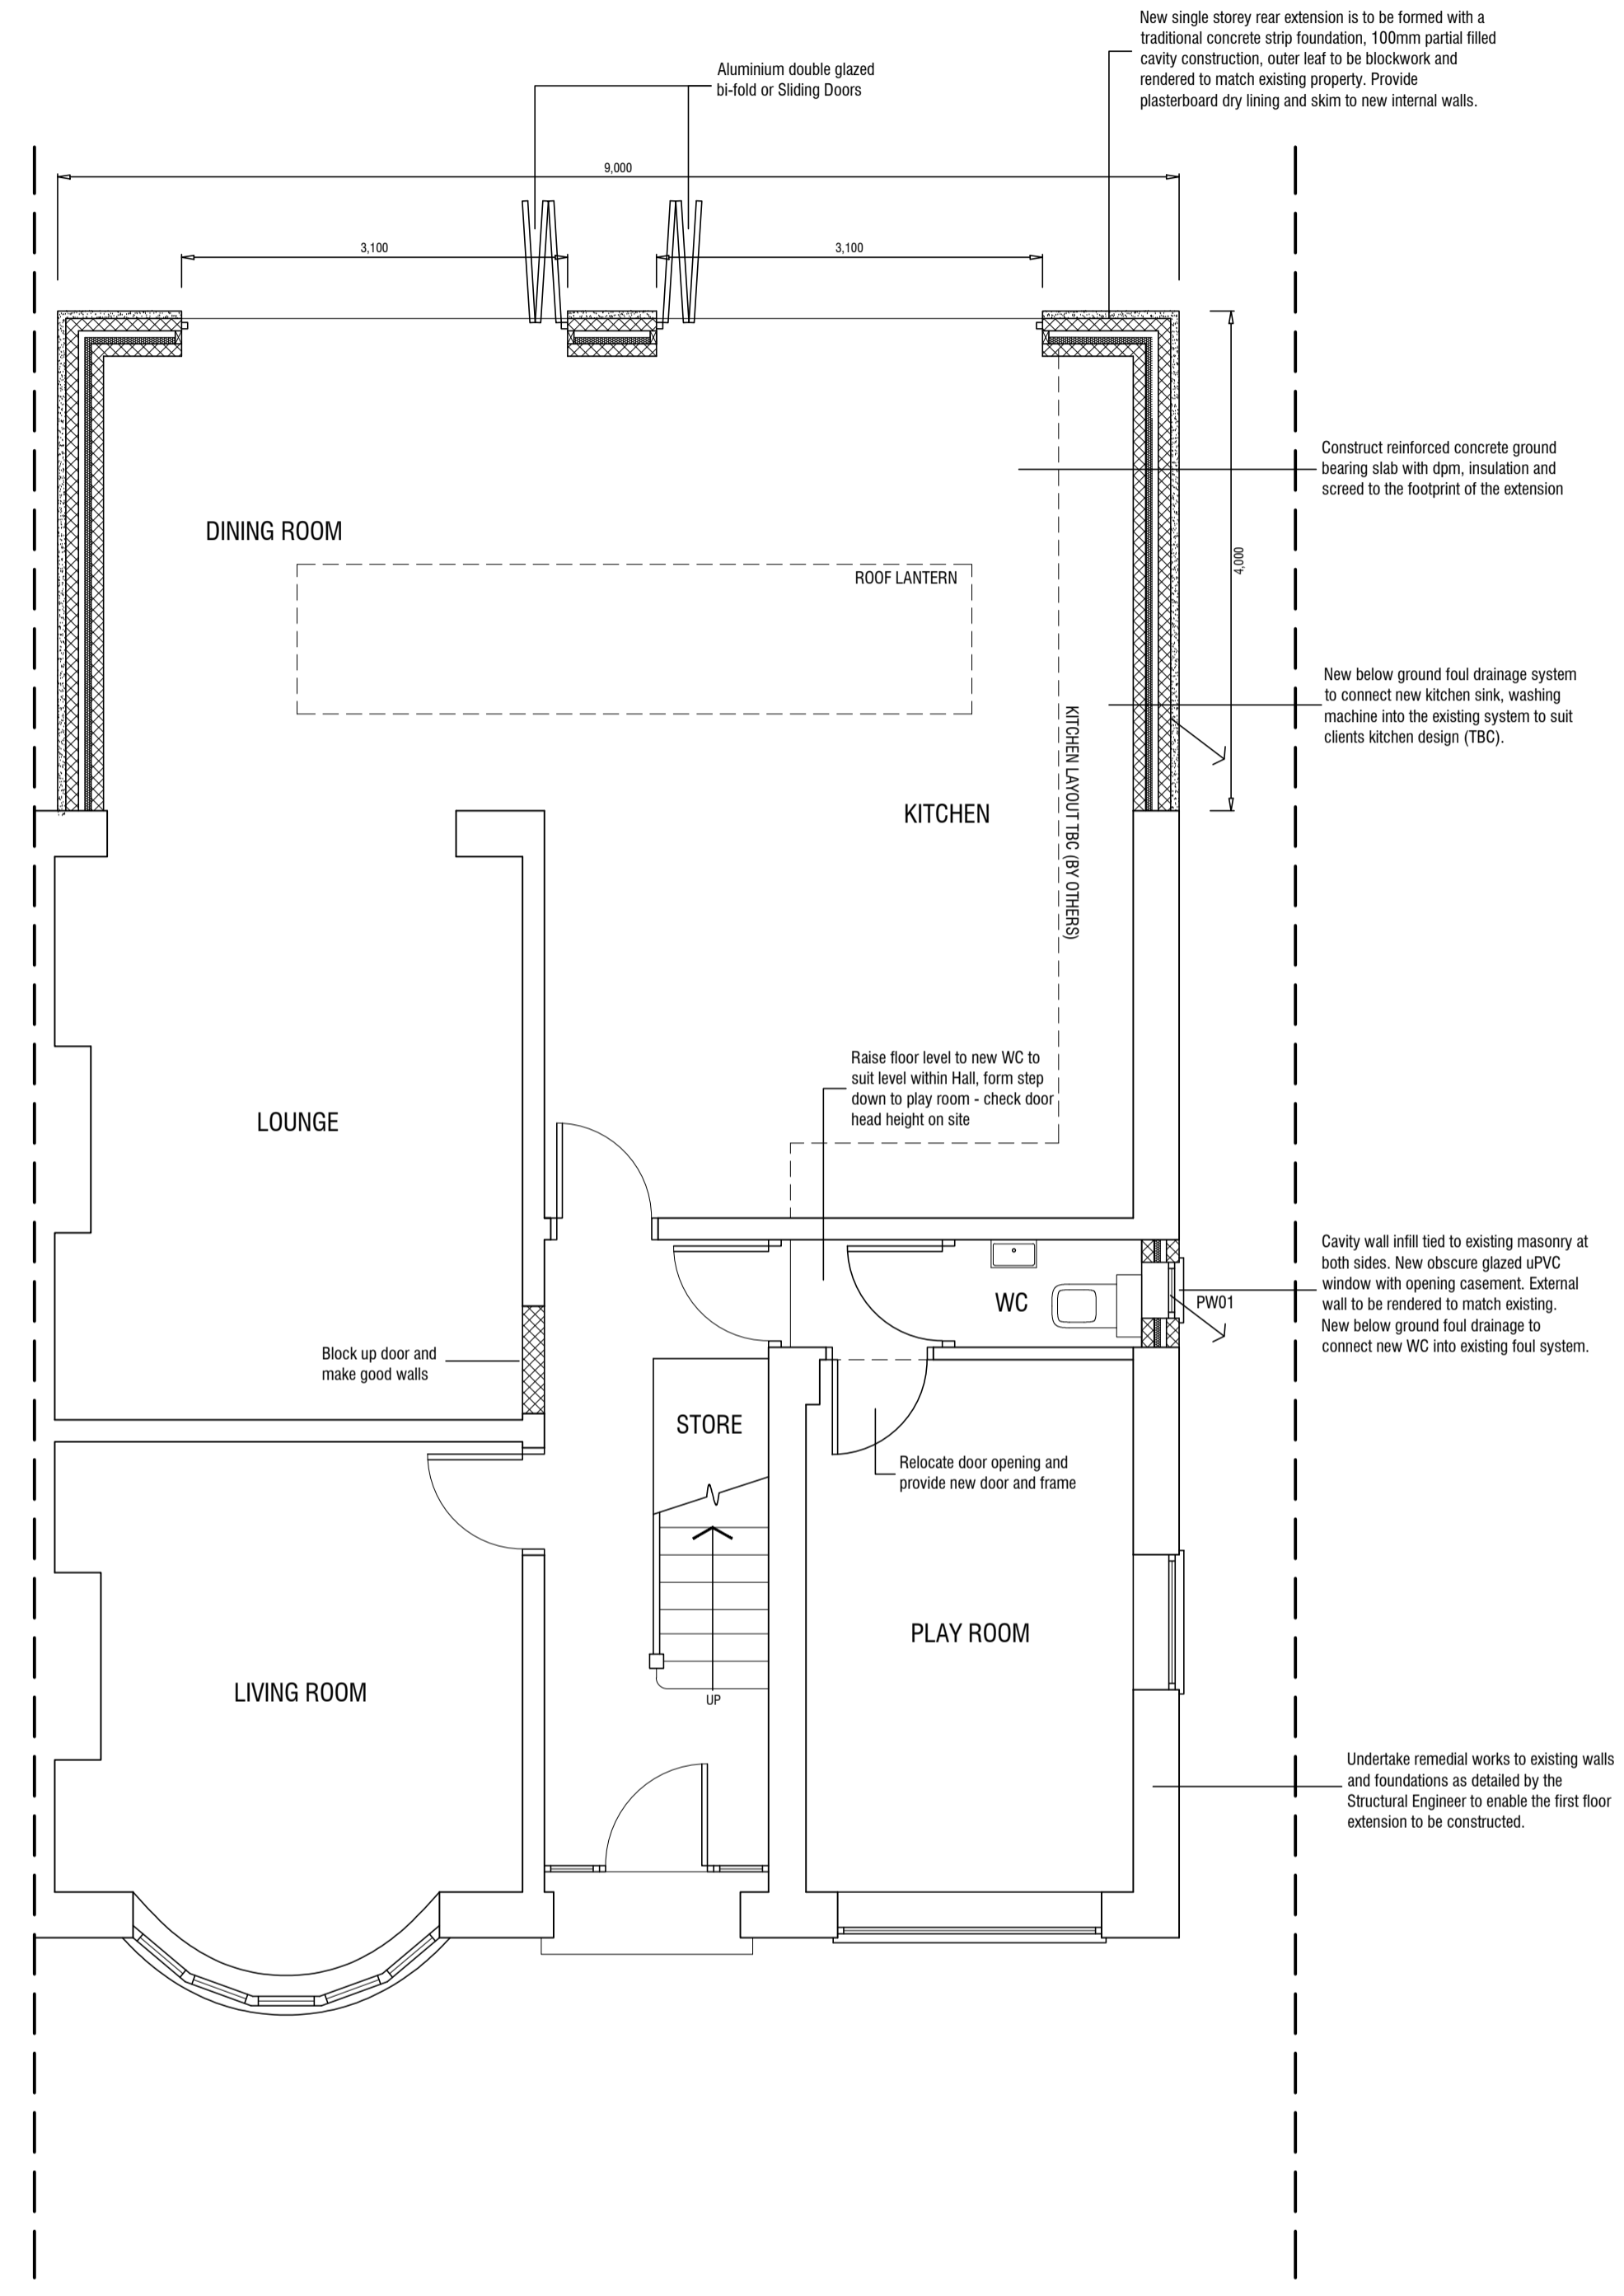 New single storey rear extension is to be formed with a
traditional concrete strip foundation, 100mm partial filled
cavity construction, outer leaf to be blockwork and
rendered to match existing property. Provide
plasterboard dry lining and skim to new internal walls.
Aluminium double glazed
bi-fold or Sliding Doors
9,000
3,100
3,100
Construct reinforced concrete ground
bearing slab with dpm, insulation and
screed to the footprint of the extension
DINING ROOM
4,000
ROOF LANTERN
New below ground foul drainage system
to connect new kitchen sink, washing
machine into the existing system to suit
clients kitchen design (TBC).
KITCHEN LAYOUT TBC (BY OTHERS)
KITCHEN
Raise floor level to new WC to
suit level within Hall, form step
down to play room - check door
head height on site
LOUNGE
Cavity wall infill tied to existing masonry at
both sides. New obscure glazed uPVC
window with opening casement. External
wall to be rendered to match existing.
New below ground foul drainage to
connect new WC into existing foul system.
WC
PW01
Block up door and
make good walls
STORE
Relocate door opening and
provide new door and frame
PLAY ROOM
LIVING ROOM
UP
Undertake remedial works to existing walls
and foundations as detailed by the
Structural Engineer to enable the first floor
extension to be constructed.